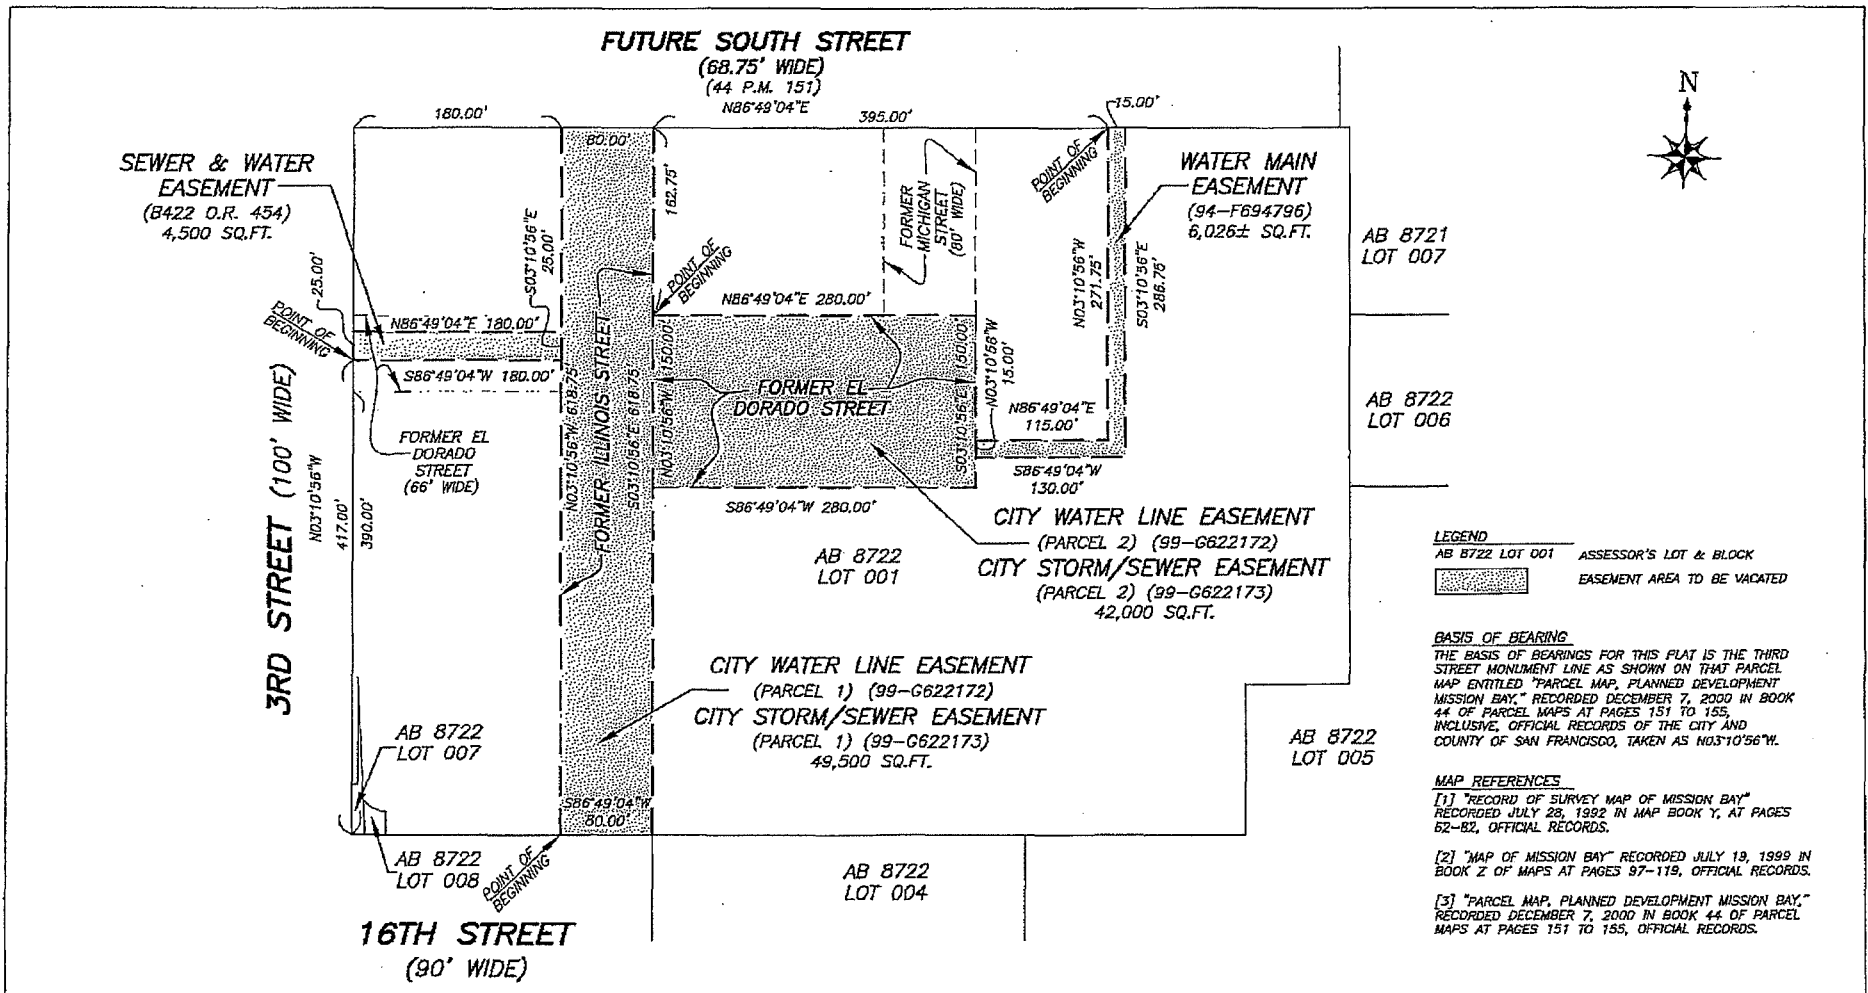 FUTURE SOUTH STREET
(68.75' WIDE)
(44 P.M. 151)
N86°49'04"E
180.00'
80.00'
395.00'
15.00'
N
SEWER & WATER
EASEMENT
(B422 O.R. 454)
4,500 SQ.FT.
S03°10'56"E
25.00'
162.75'
POINT OF
BEGINNING
FORMER
MICHIGAN
STREET
(80' WIDE)
POINT OF
BEGINNING
WATER MAIN
EASEMENT
(94-F694796)
6,026± SQ.FT.
N03°10'56"W
271.75'
S03°10'56"E
286.75'
AB 8721
LOT 007
25.00'
POINT OF
BEGINNING
N86°49'04"E 180.00'
S86°49'04"W 180.00'
N86°49'04"E 280.00'
FORMER ILLINOIS STREET
N03°10'56"W 618.75'
S03°10'56"E 618.75'
N03°10'56"W 150.00'
S03°10'56"E 150.00'
FORMER EL
DORADO STREET
N03°10'56"W
15.00'
N86°49'04"E
115.00'
S86°49'04"W
130.00'
S86°49'04"W 280.00'
AB 8722
LOT 006
3RD STREET (100' WIDE)
N03°10'56"W
417.00'
390.00'
FORMER EL
DORADO
STREET
(66' WIDE)
CITY WATER LINE EASEMENT
(PARCEL 2) (99-G622172)
CITY STORM/SEWER EASEMENT
(PARCEL 2) (99-G622173)
42,000 SQ.FT.
AB 8722
LOT 001
CITY WATER LINE EASEMENT
(PARCEL 1) (99-G622172)
CITY STORM/SEWER EASEMENT
(PARCEL 1) (99-G622173)
49,500 SQ.FT.
AB 8722
LOT 007
S86°49'04"W
80.00'
AB 8722
LOT 005
AB 8722
LOT 008
POINT OF
BEGINNING
AB 8722
LOT 004
16TH STREET
(90' WIDE)
LEGEND
AB 8722 LOT 001 ASSESSOR'S LOT & BLOCK
EASEMENT AREA TO BE VACATED
BASIS OF BEARING
THE BASIS OF BEARINGS FOR THIS PLAT IS THE THIRD
STREET MONUMENT LINE AS SHOWN ON THAT PARCEL
MAP ENTITLED "PARCEL MAP, PLANNED DEVELOPMENT
MISSION BAY," RECORDED DECEMBER 7, 2000 IN BOOK
44 OF PARCEL MAPS AT PAGES 151 TO 155,
INCLUSIVE, OFFICIAL RECORDS OF THE CITY AND
COUNTY OF SAN FRANCISCO, TAKEN AS N03°10'56"W.
MAP REFERENCES
[1] "RECORD OF SURVEY MAP OF MISSION BAY"
RECORDED JULY 28, 1992 IN MAP BOOK Y, AT PAGES
62-82, OFFICIAL RECORDS.
[2] "MAP OF MISSION BAY" RECORDED JULY 19, 1999 IN
BOOK Z OF MAPS AT PAGES 97-119, OFFICIAL RECORDS.
[3] "PARCEL MAP, PLANNED DEVELOPMENT MISSION BAY,"
RECORDED DECEMBER 7, 2000 IN BOOK 44 OF PARCEL
MAPS AT PAGES 151 TO 155, OFFICIAL RECORDS.